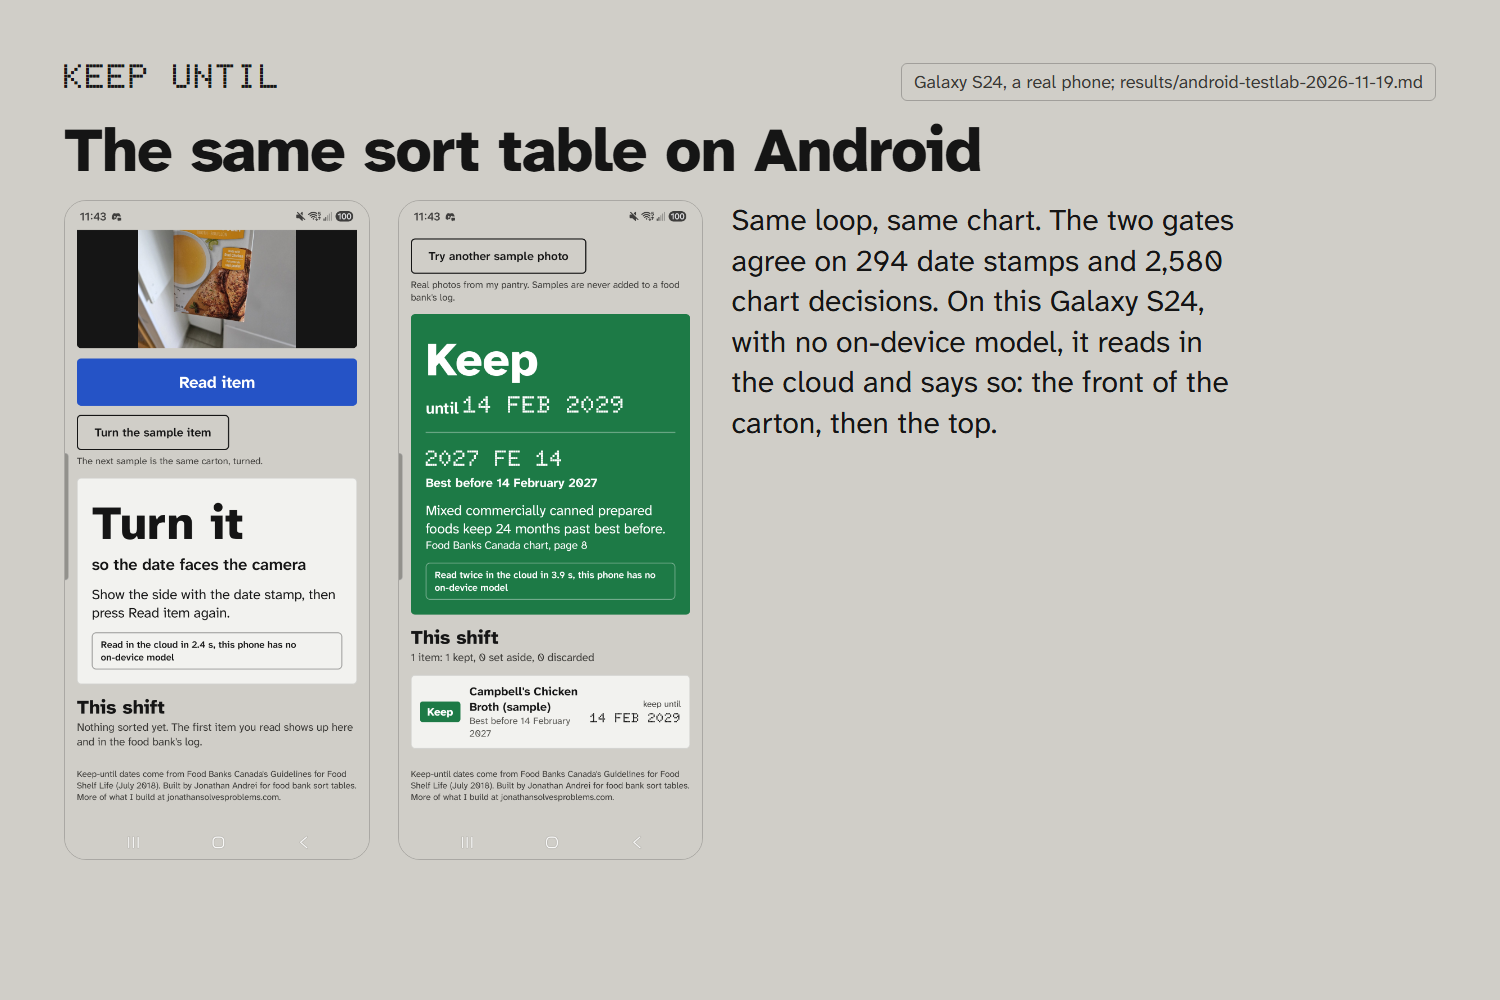 KEEP UNTIL
Galaxy S24, a real phone; results/android-testlab-2026-11-19.md
The same sort table on Android
11:43
100
Read item
Turn the sample item
The next sample is the same carton, turned.
Turn it
so the date faces the camera
Show the side with the date stamp, then
press Read item again.
Read in the cloud in 2.4 s, this phone has no
on-device model
This shift
Nothing sorted yet. The first item you read shows up here
and in the food bank's log.
Keep-until dates come from Food Banks Canada's Guidelines for Food
Shelf Life (July 2018). Built by Jonathan Andrei for food bank sort tables.
More of what I build at jonathansolvesproblems.com.
11:43
100
Try another sample photo
Real photos from my pantry. Samples are never added to a food
bank's log.
Keep
until 14 FEB 2029
2027 FE 14
Best before 14 February 2027
Mixed commercially canned prepared
foods keep 24 months past best before.
Food Banks Canada chart, page 8
Read twice in the cloud in 3.9 s, this phone has no
on-device model
This shift
1 item: 1 kept, 0 set aside, 0 discarded
Keep
Campbell's Chicken
Broth (sample)
Best before 14 February
2027
keep until
14 FEB 2029
Keep-until dates come from Food Banks Canada's Guidelines for Food
Shelf Life (July 2018). Built by Jonathan Andrei for food bank sort tables.
More of what I build at jonathansolvesproblems.com.
Same loop, same chart. The two gates
agree on 294 date stamps and 2,580
chart decisions. On this Galaxy S24,
with no on-device model, it reads in
the cloud and says so: the front of the
carton, then the top.